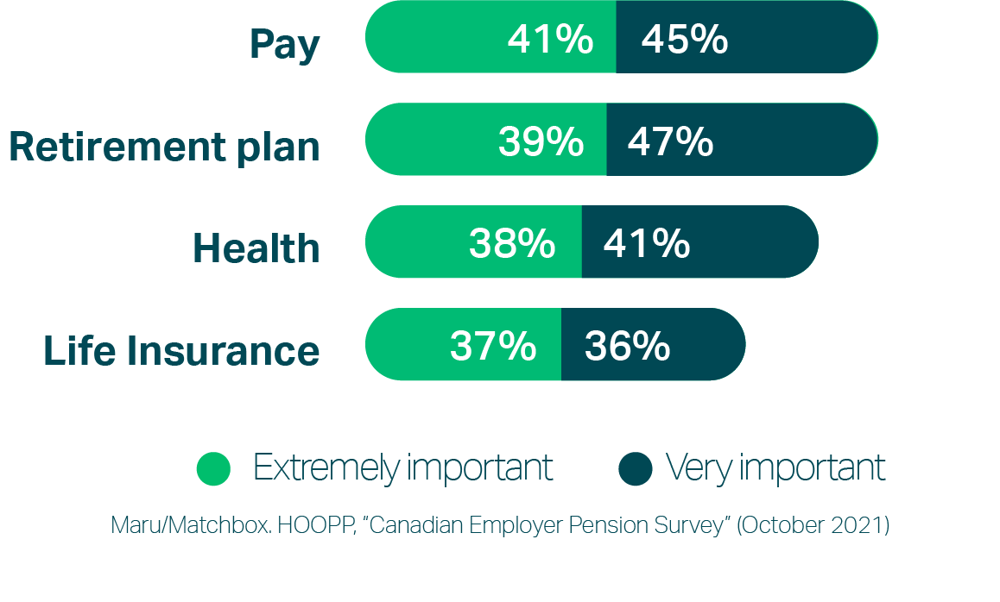 Pay 41% 45%
Retirement plan 39% 47%
Health 38% 41%
Life Insurance 37% 36%
Extremely important Very important
Maru/Matchbox. HOOPP, “Canadian Employer Pension Survey” (October 2021)